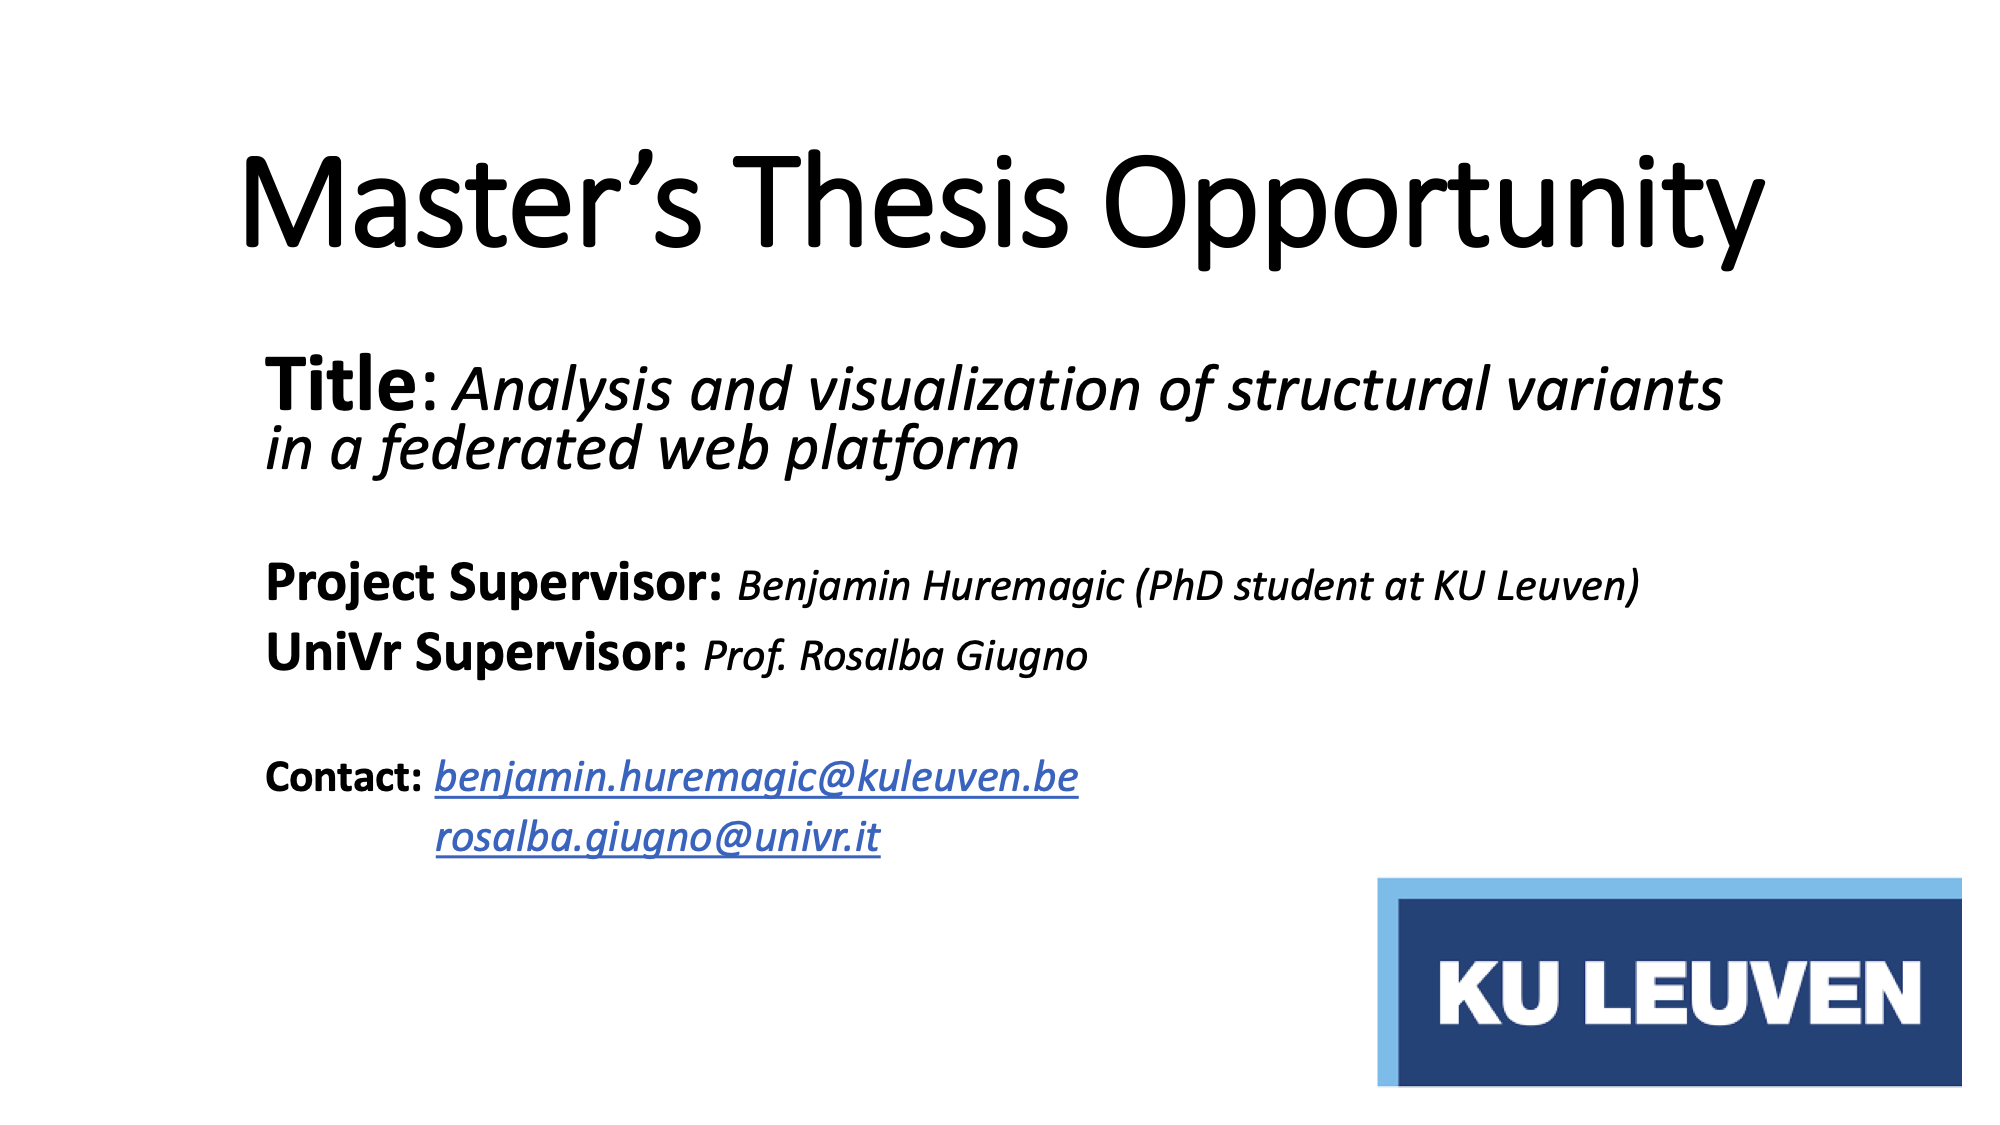 Master’s Thesis Opportunity
Title: Analysis and visualization of structural variants
in a federated web platform
Project Supervisor: Benjamin Huremagic (PhD student at KU Leuven)
UniVr Supervisor: Prof. Rosalba Giugno
Contact: benjamin.huremagic@kuleuven.be
rosalba.giugno@univr.it
KU LEUVEN